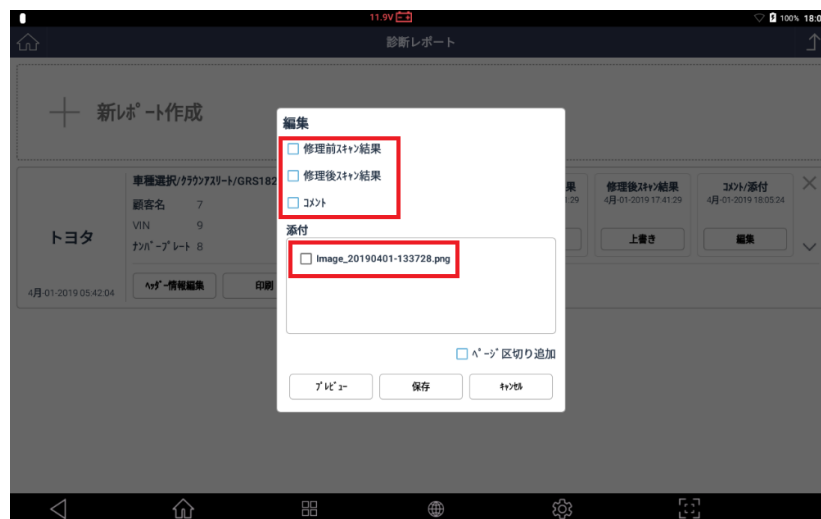 11.9V
100% 18:0
診断レポート
新ﾚﾎﾟｰﾄ作成
トヨタ
4月-01-2019 05:42:04
車種選択/ｸﾗｳﾝｱｽﾘｰﾄ/GRS182
顧客名 7
VIN 9
ﾅﾝﾊﾞｰﾌﾟﾚｰﾄ 8
ﾍｯﾀﾞｰ情報編集
印刷
編集
修理前ｽｷｬﾝ結果
修理後ｽｷｬﾝ結果
ｺﾒﾝﾄ
添付
Image_20190401-133728.png
ﾍﾟｰｼﾞ区切り追加
ﾌﾟﾚﾋﾞｭｰ
保存
ｷｬﾝｾﾙ
果
1:29
修理後ｽｷｬﾝ結果
4月-01-2019 17:41:29
上書き
ｺﾒﾝﾄ/添付
4月-01-2019 18:05:24
編集